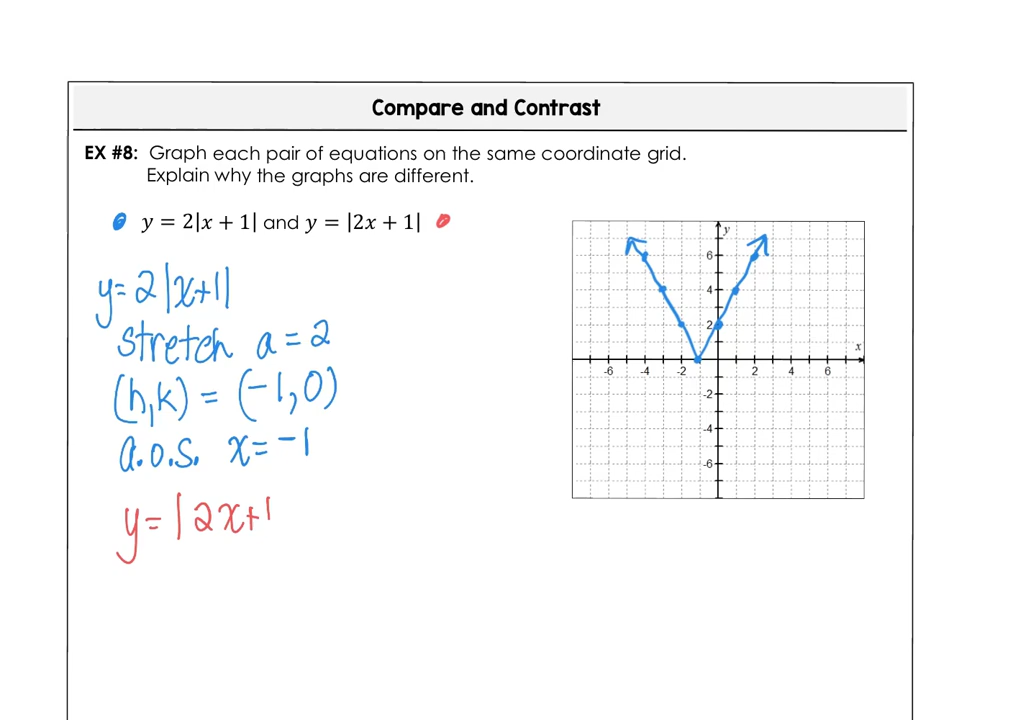 Compare and Contrast
EX #8: Graph each pair of equations on the same coordinate grid.
Explain why the graphs are different.
y = 2|x + 1| and y = |2x + 1|
y = 2|x+1|
stretch a = 2
(h,k) = (-1,0)
a.o.s. x = -1
y = |2x+1
y
x
6
4
2
-2
-4
-6
-6 -4 -2 2 4 6